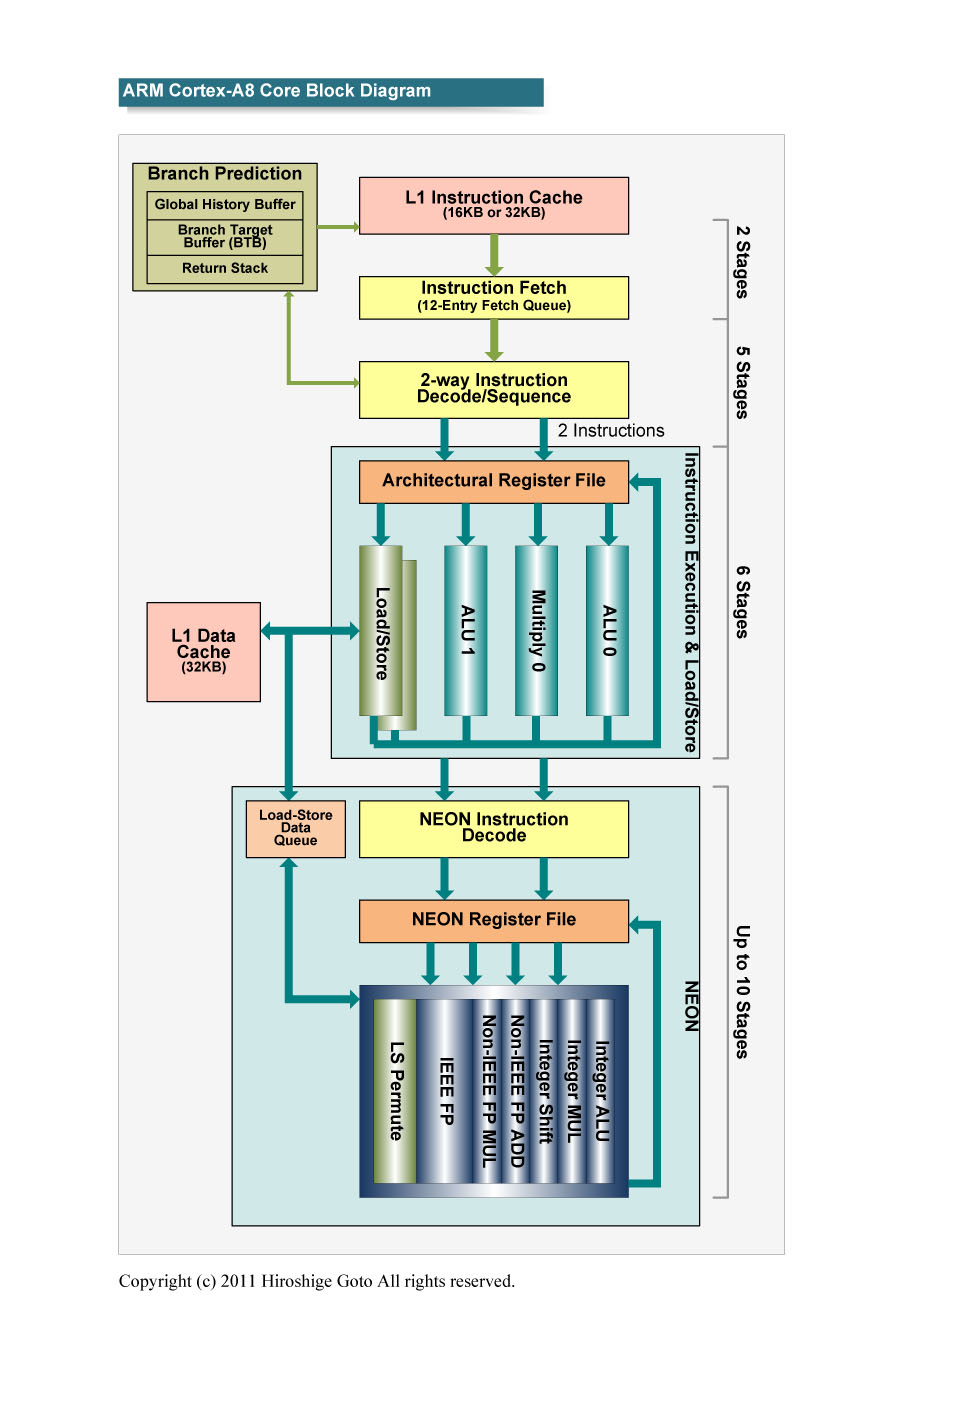 ARM Cortex-A8 Core Block Diagram
Branch Prediction
Global History Buffer
Branch Target
Buffer (BTB)
Return Stack
L1 Instruction Cache
(16KB or 32KB)
2 Stages
Instruction Fetch
(12-Entry Fetch Queue)
5 Stages
2-way Instruction
Decode/Sequence
2 Instructions
Instruction Execution & Load/Store
Architectural Register File
6 Stages
Load/Store
ALU 1
Multiply 0
ALU 0
L1 Data
Cache
(32KB)
Load-Store
Data
Queue
NEON Instruction
Decode
NEON Register File
Up to 10 Stages
NEON
LS Permute
IEEE FP
Non-IEEE FP MUL
Non-IEEE FP ADD
Integer Shift
Integer MUL
Integer ALU
Copyright (c) 2011 Hiroshige Goto All rights reserved.